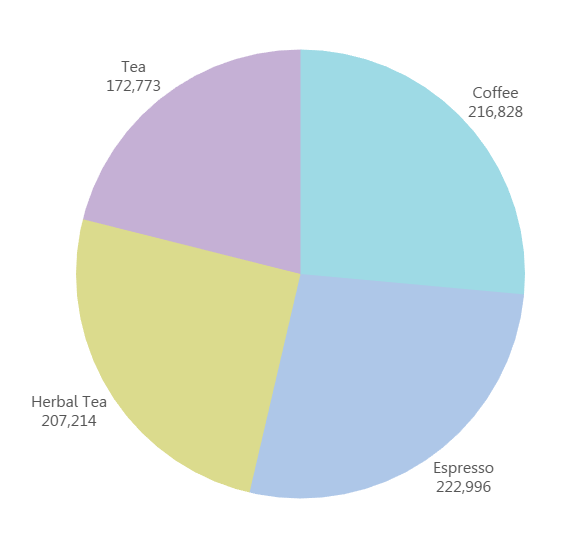 Tea
172,773
Coffee
216,828
Herbal Tea
207,214
Espresso
222,996